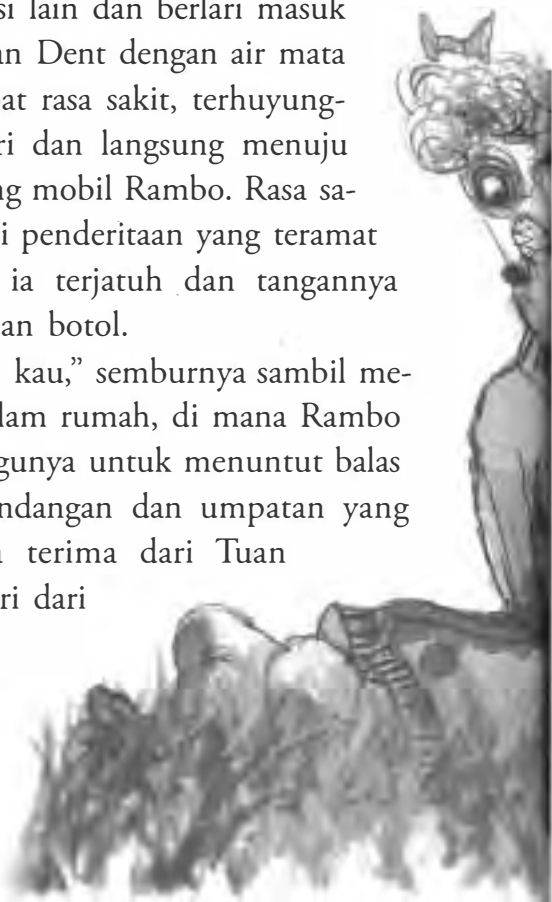 si lain dan berlari masuk
an Dent dengan air mata
at rasa sakit, terhuyung-
ri dan langsung menuju
ng mobil Rambo. Rasa sa-
i penderitaan yang teramat
ia terjatuh dan tangannya
an botol.
kau,” semburnya sambil me-
lam rumah, di mana Rambo
gunya untuk menuntut balas
ndangan dan umpatan yang
terima dari Tuan
ri dari